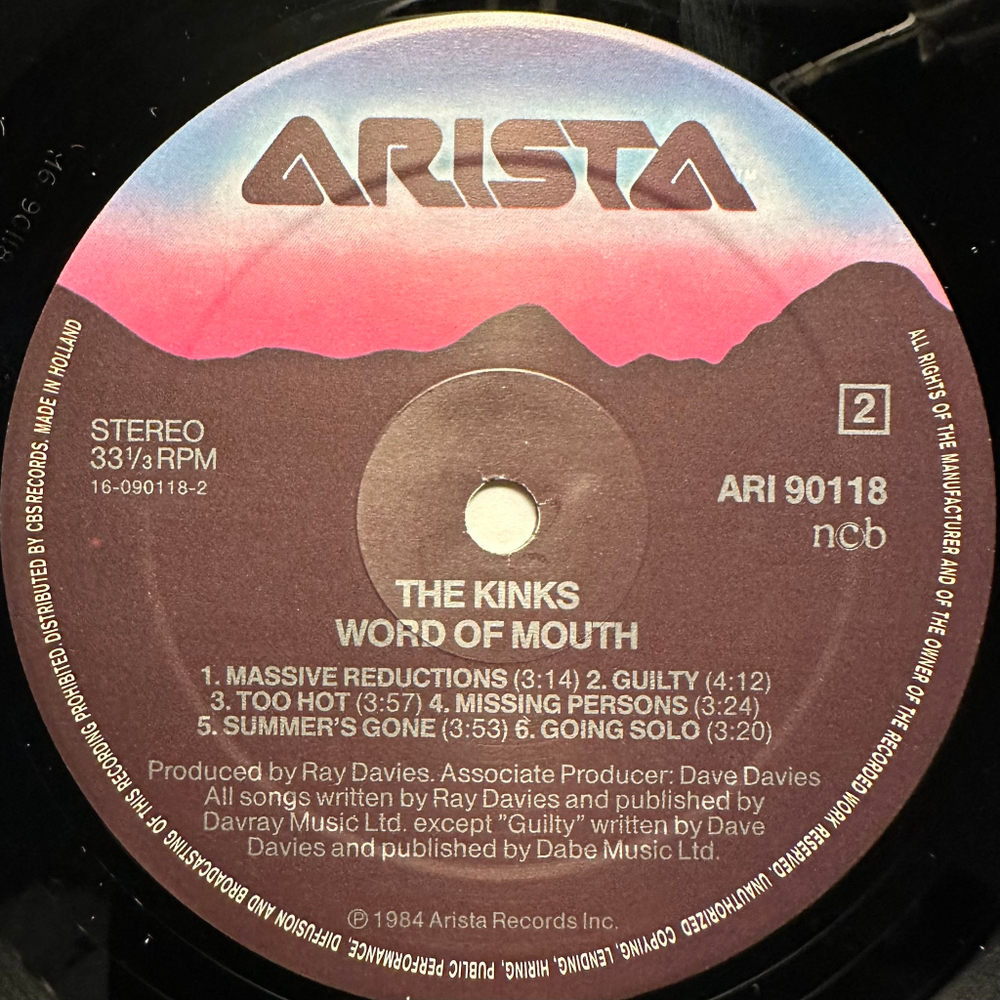 ARISTA™
STEREO
33⅓ RPM
16-090118-2
2
ARI 90118
ncb
THE KINKS
WORD OF MOUTH
1. MASSIVE REDUCTIONS (3:14) 2. GUILTY (4:12)
3. TOO HOT (3:57) 4. MISSING PERSONS (3:24)
5. SUMMER'S GONE (3:53) 6. GOING SOLO (3:20)
Produced by Ray Davies. Associate Producer: Dave Davies
All songs written by Ray Davies and published by
Davray Music Ltd. except "Guilty" written by Dave
Davies and published by Dabe Music Ltd.
℗ 1984 Arista Records Inc.
ALL RIGHTS OF THE MANUFACTURER AND OF THE OWNER OF THE RECORDED WORK RESERVED. UNAUTHORIZED COPYING, LENDING, HIRING, PUBLIC PERFORMANCE, DIFFUSION AND BROADCASTING OF THIS RECORDING PROHIBITED. DISTRIBUTED BY CBS RECORDS. MADE IN HOLLAND